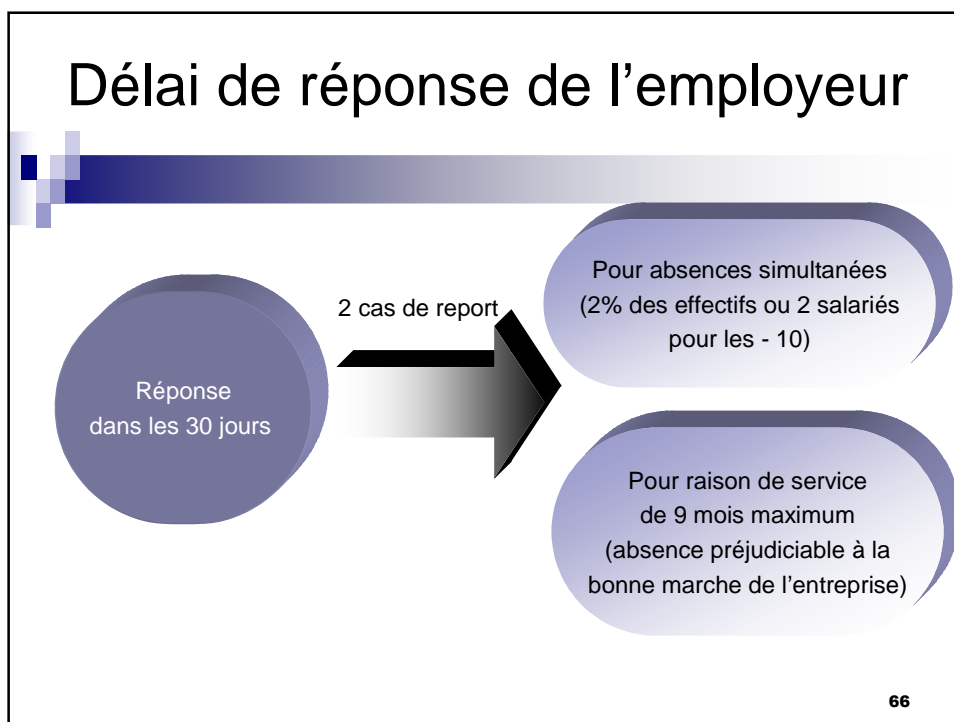 Délai de réponse de l’employeur
Réponse
dans les 30 jours
2 cas de report
Pour absences simultanées
(2% des effectifs ou 2 salariés
pour les - 10)
Pour raison de service
de 9 mois maximum
(absence préjudiciable à la
bonne marche de l’entreprise)
66